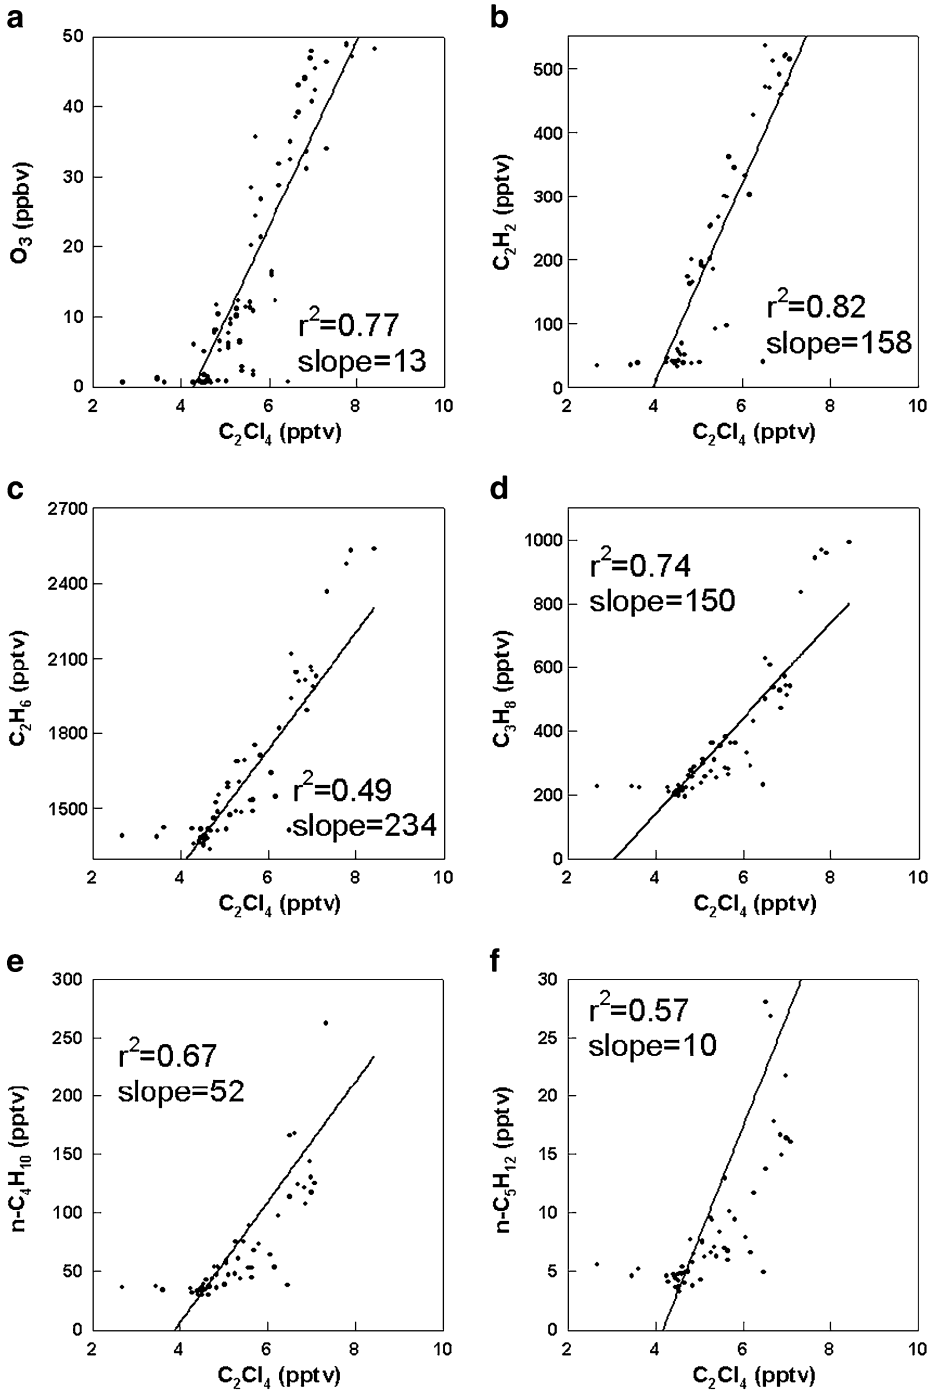 a
50
40
30
20
10
0
O3 (ppbv)
r2=0.77
slope=13
2 4 6 8 10
C2Cl4 (pptv)
b
500
400
300
200
100
0
C2H2 (pptv)
r2=0.82
slope=158
2 4 6 8 10
C2Cl4 (pptv)
c
2700
2400
2100
1800
1500
C2H6 (pptv)
r2=0.49
slope=234
2 4 6 8 10
C2Cl4 (pptv)
d
1000
800
600
400
200
0
C3H8 (pptv)
r2=0.74
slope=150
2 4 6 8 10
C2Cl4 (pptv)
e
300
250
200
150
100
50
0
n-C4H10 (pptv)
r2=0.67
slope=52
2 4 6 8 10
C2Cl4 (pptv)
f
30
25
20
15
10
5
0
n-C5H12 (pptv)
r2=0.57
slope=10
2 4 6 8 10
C2Cl4 (pptv)